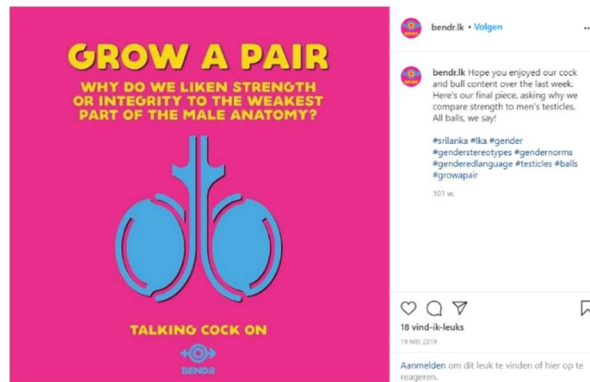 GROW A PAIR
WHY DO WE LIKEN STRENGTH
OR INTEGRITY TO THE WEAKEST
PART OF THE MALE ANATOMY?
TALKING COCK ON
BENDR
bendr.lk • Volgen
bendr.lk Hope you enjoyed our cock
and bull content over the last week.
Here's our final piece, asking why we
compare strength to men's testicles.
All balls, we say!
#srilanka #lka #gender
#genderstereotypes #gendernorms
#genderedlanguage #testicles #balls
#growapair
101 w.
18 vind-ik-leuks
19 MEI 2019
Aanmelden om dit leuk te vinden of hier op te
reageren.